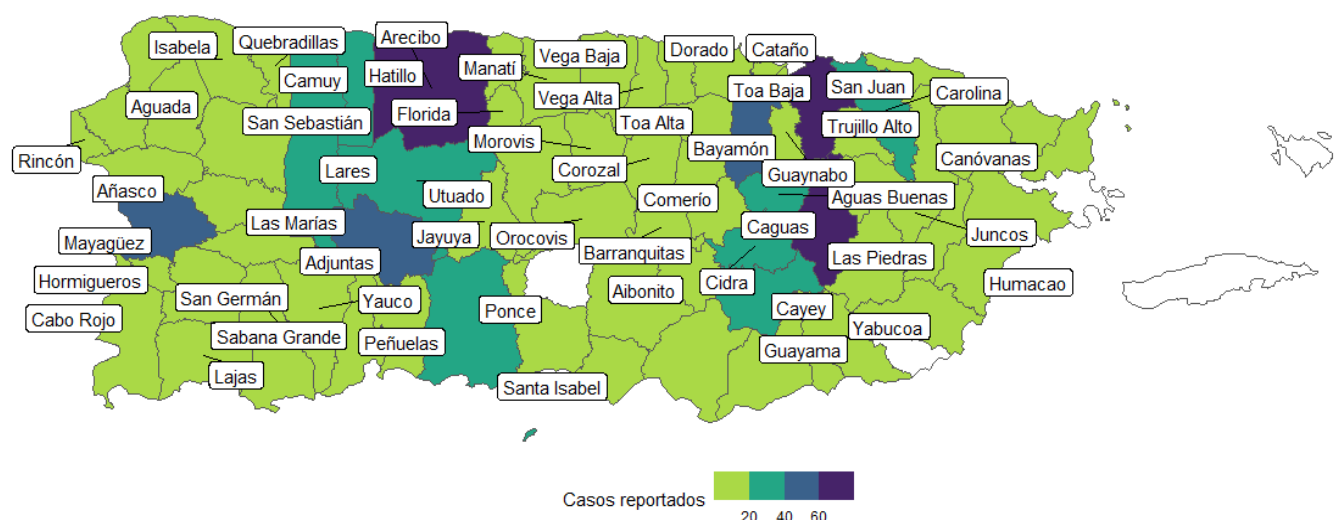 Isabela
Quebradillas
Arecibo
Vega Baja
Dorado
Cataño
Camuy
Hatillo
Manatí
Toa Baja
San Juan
Carolina
Aguada
San Sebastián
Florida
Vega Alta
Toa Alta
Trujillo Alto
Rincón
Morovis
Bayamón
Canóvanas
Añasco
Lares
Corozal
Guaynabo
Utuado
Comerío
Aguas Buenas
Mayagüez
Las Marías
Jayuya
Orocovis
Caguas
Juncos
Adjuntas
Barranquitas
Las Piedras
Hormigueros
San Germán
Yauco
Aibonito
Cidra
Humacao
Cabo Rojo
Sabana Grande
Peñuelas
Ponce
Cayey
Yabucoa
Lajas
Santa Isabel
Guayama
Casos reportados
20 40 60